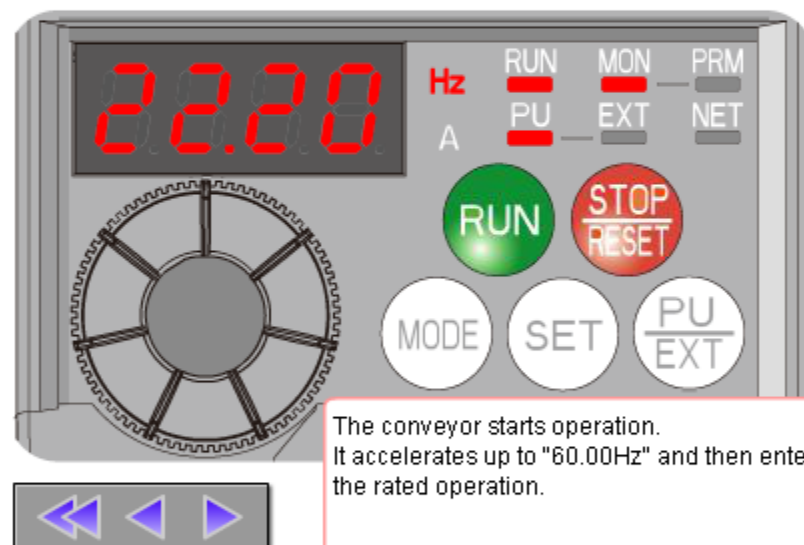 22.20
Hz
RUN MON PRM
A
PU EXT NET
RUN
STOP
RESET
MODE
SET
PU
EXT
The conveyor starts operation.
It accelerates up to "60.00Hz" and then ente
the rated operation.